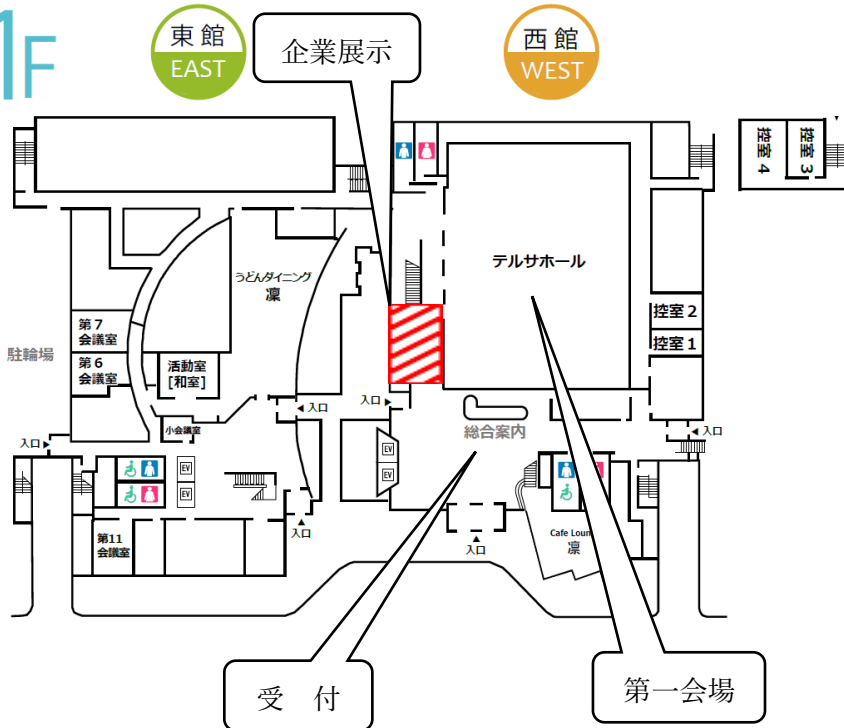 1F
東館
EAST
企業展示
西館
WEST
控室4
控室3
うどんダイニング
凜
テルサホール
第7
会議室
控室2
控室1
駐輪場
第6
会議室
活動室
[和室]
入口
入口
小会議室
総合案内
入口
入口
EV
EV
EV
EV
第11
会議室
入口
入口
Cafe Loun
凜
受 付
第一会場